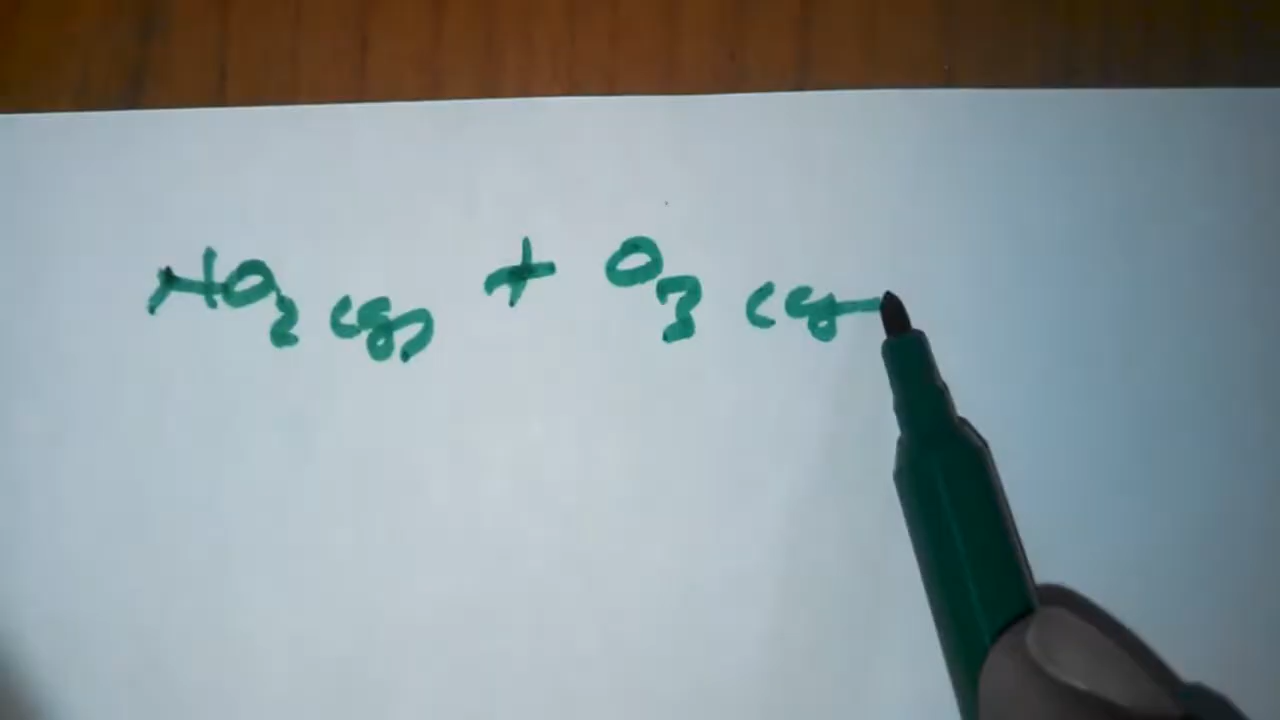 NO₂ (g) + O₃ (g)